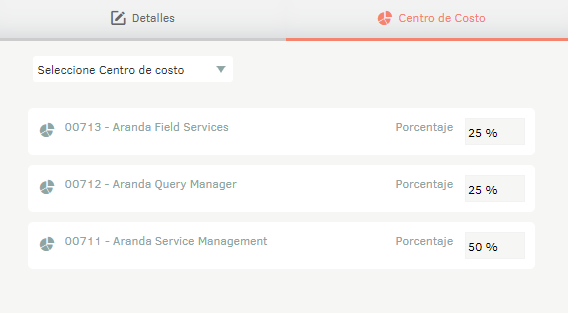 Detalles
Centro de Costo
Seleccione Centro de costo
00713 - Aranda Field Services Porcentaje 25 %
00712 - Aranda Query Manager Porcentaje 25 %
00711 - Aranda Service Management Porcentaje 50 %